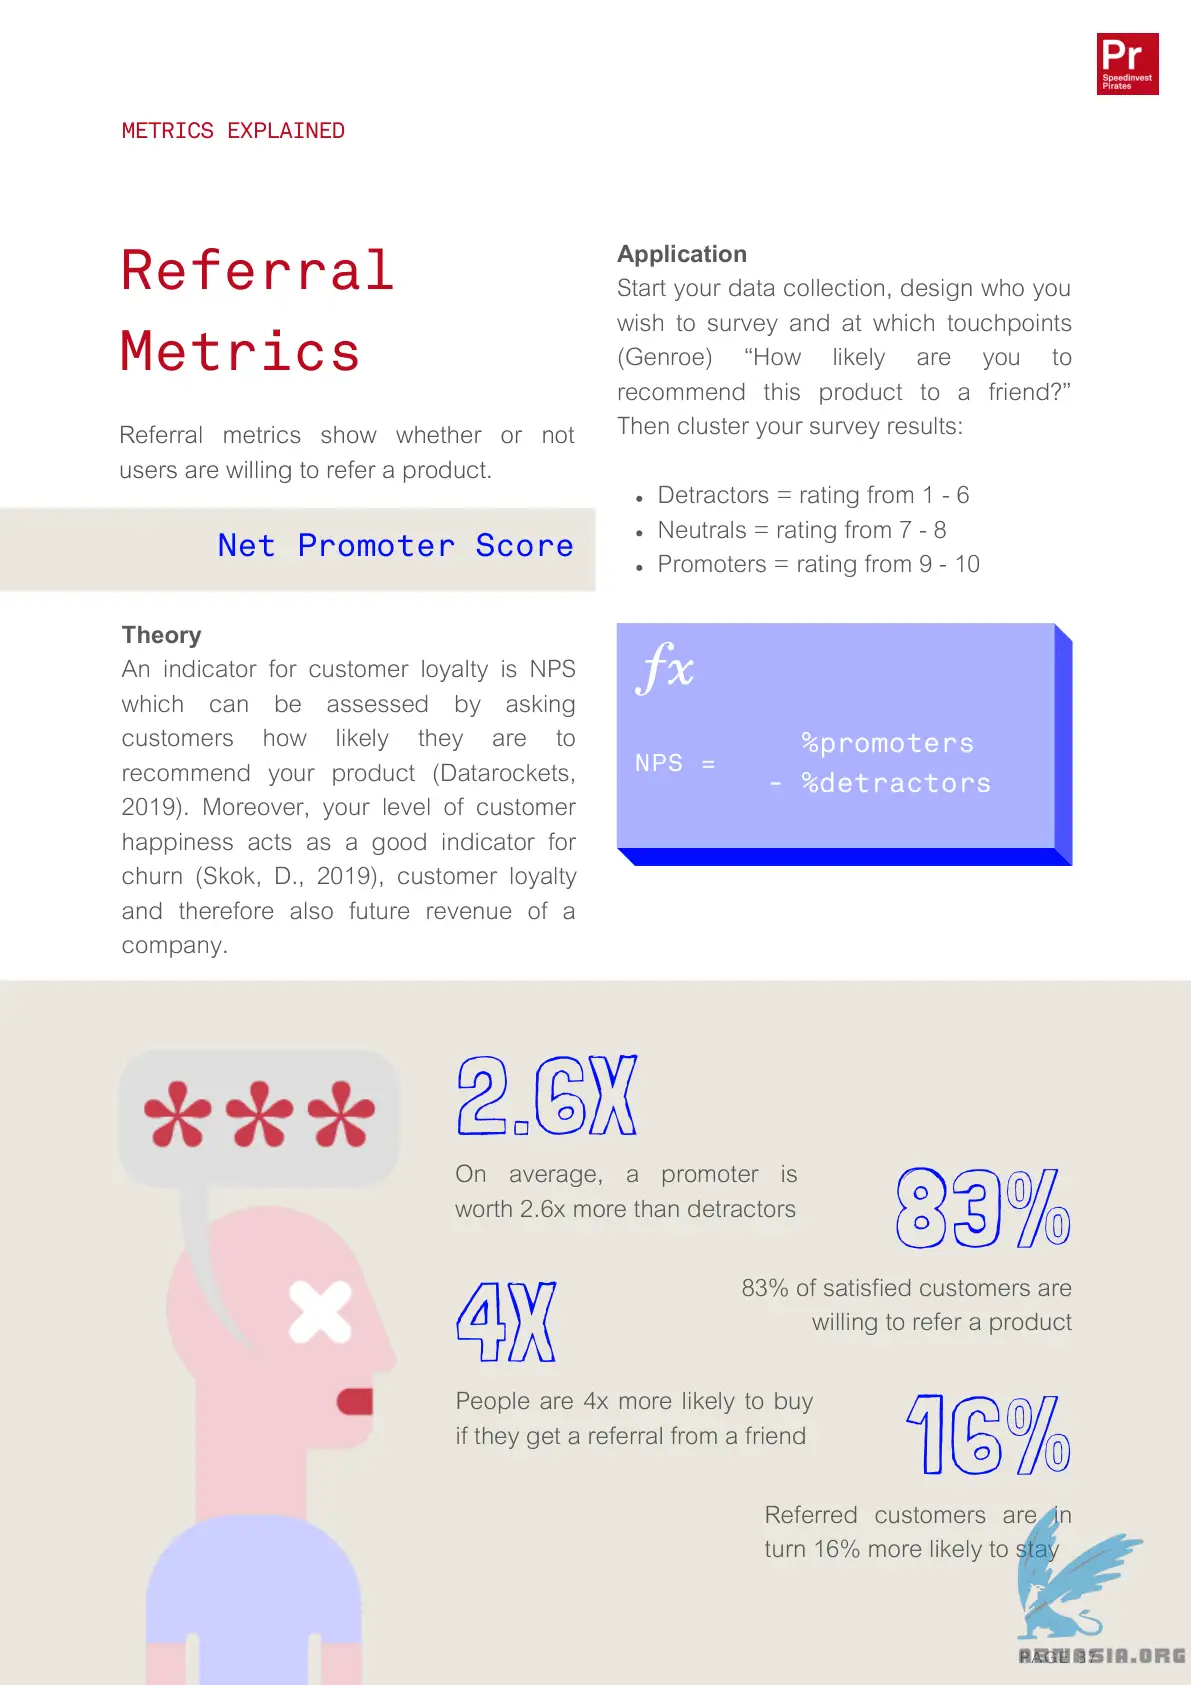 Pr
Speedinvest
Pirates
METRICS EXPLAINED
Referral
Metrics
Referral metrics show whether or not
users are willing to refer a product.
Net Promoter Score
Theory
An indicator for customer loyalty is NPS
which can be assessed by asking
customers how likely they are to
recommend your product (Datarockets,
2019). Moreover, your level of customer
happiness acts as a good indicator for
churn (Skok, D., 2019), customer loyalty
and therefore also future revenue of a
company.
Application
Start your data collection, design who you
wish to survey and at which touchpoints
(Genroe) “How likely are you to
recommend this product to a friend?”
Then cluster your survey results:
• Detractors = rating from 1 - 6
• Neutrals = rating from 7 - 8
• Promoters = rating from 9 - 10
fx
NPS = %promoters
- %detractors
2.6X
On average, a promoter is
worth 2.6x more than detractors
83%
83% of satisfied customers are
willing to refer a product
4X
People are 4x more likely to buy
if they get a referral from a friend
16%
Referred customers are in
turn 16% more likely to stay
PAGE 37